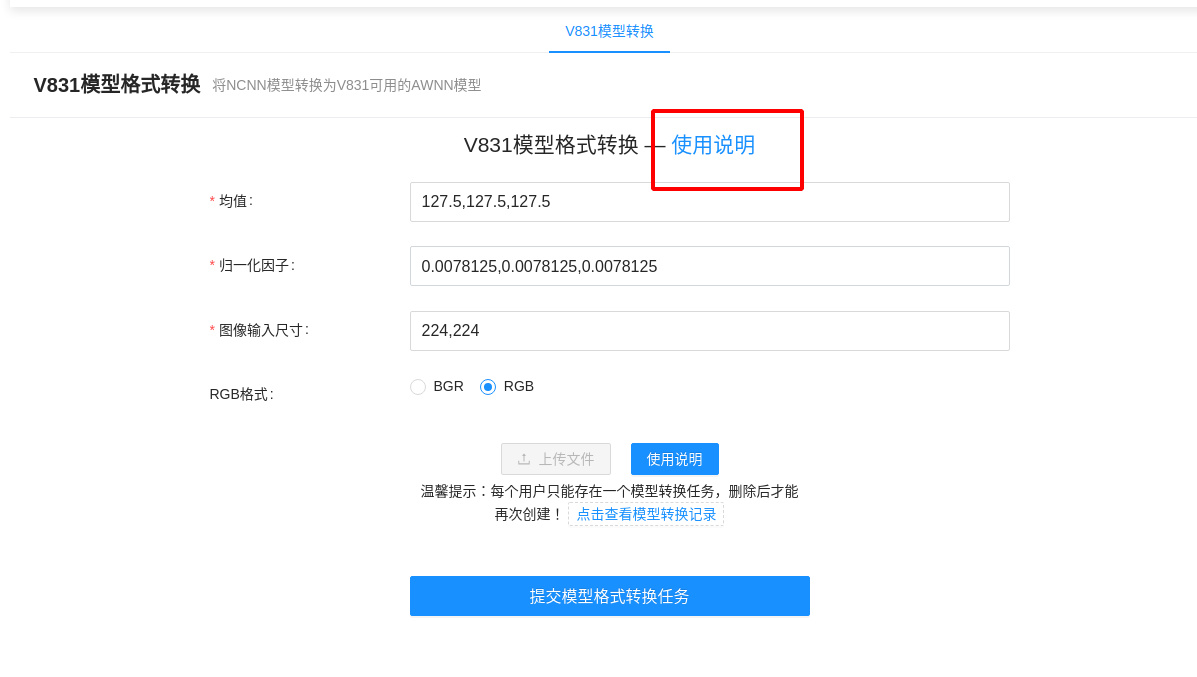 V831模型转换
V831模型格式转换 将NCNN模型转换为V831可用的AWNN模型
V831模型格式转换 — 使用说明
* 均值:
127.5,127.5,127.5
* 归一化因子:
0.0078125,0.0078125,0.0078125
* 图像输入尺寸:
224,224
RGB格式:
BGR RGB
上传文件 使用说明
温馨提示：每个用户只能存在一个模型转换任务，删除后才能
再次创建！ 点击查看模型转换记录
提交模型格式转换任务